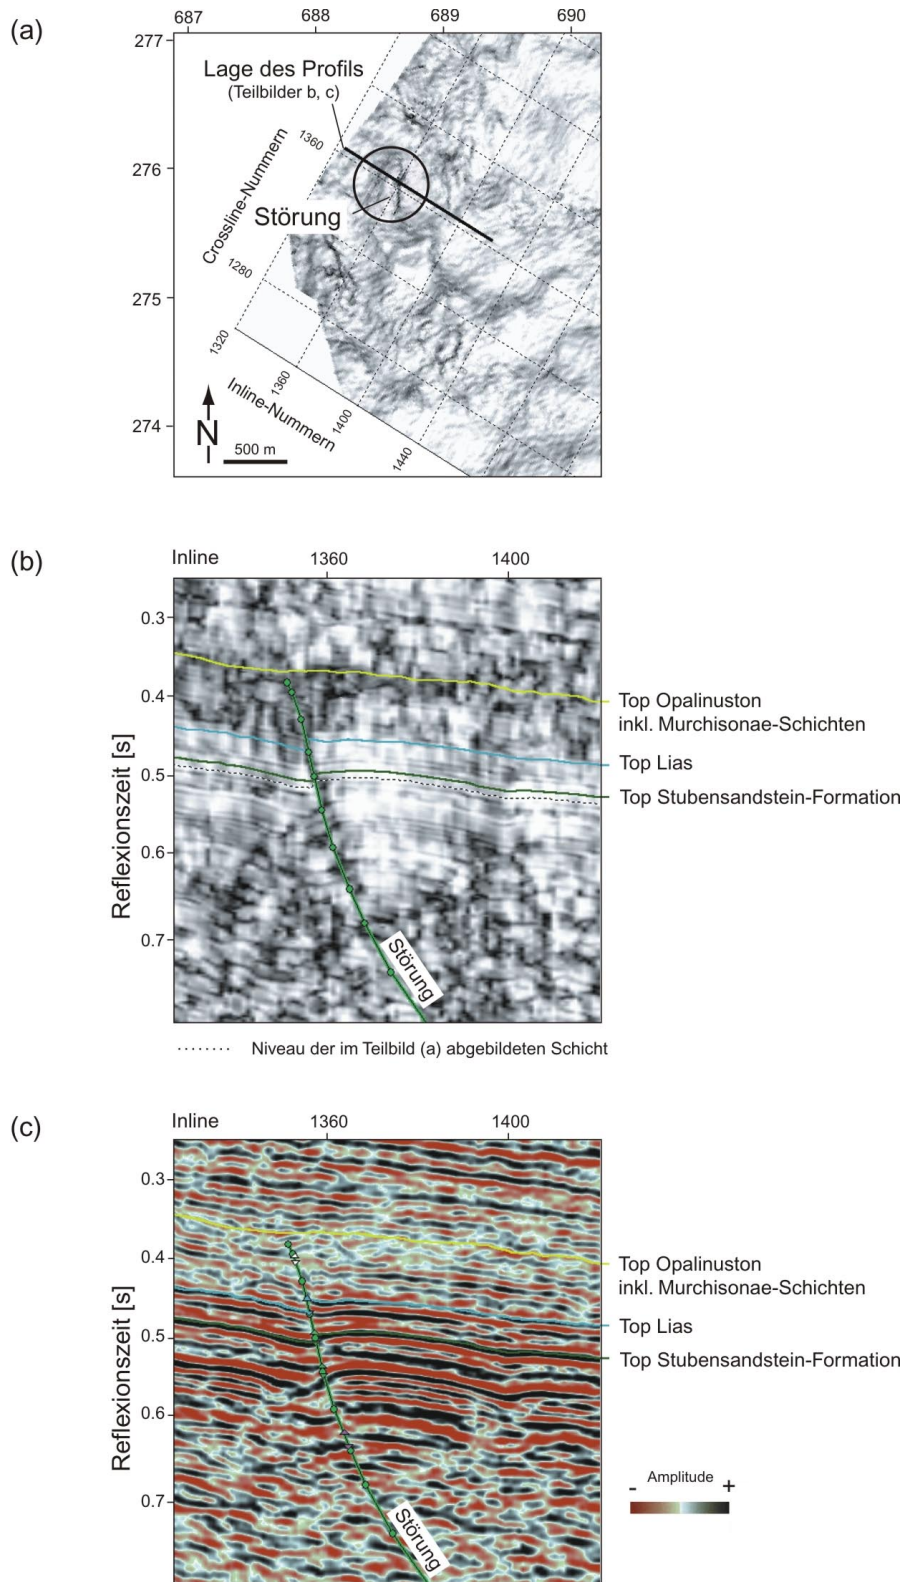 (a)
687 688 689 690
277
276
275
274
Lage des Profils
(Teilbilder b, c)
Störung
Crossline-Nummern
1360
1280
1320
1360
1400
1440
Inline-Nummern
N
500 m
(b)
Inline 1360 1400
Reflexionszeit [s]
0.3
0.4
0.5
0.6
0.7
Störung
Top Opalinuston
inkl. Murchisonae-Schichten
Top Lias
Top Stubensandstein-Formation
Niveau der im Teilbild (a) abgebildeten Schicht
(c)
Inline 1360 1400
Reflexionszeit [s]
0.3
0.4
0.5
0.6
0.7
Störung
Top Opalinuston
inkl. Murchisonae-Schichten
Top Lias
Top Stubensandstein-Formation
Amplitude
- +